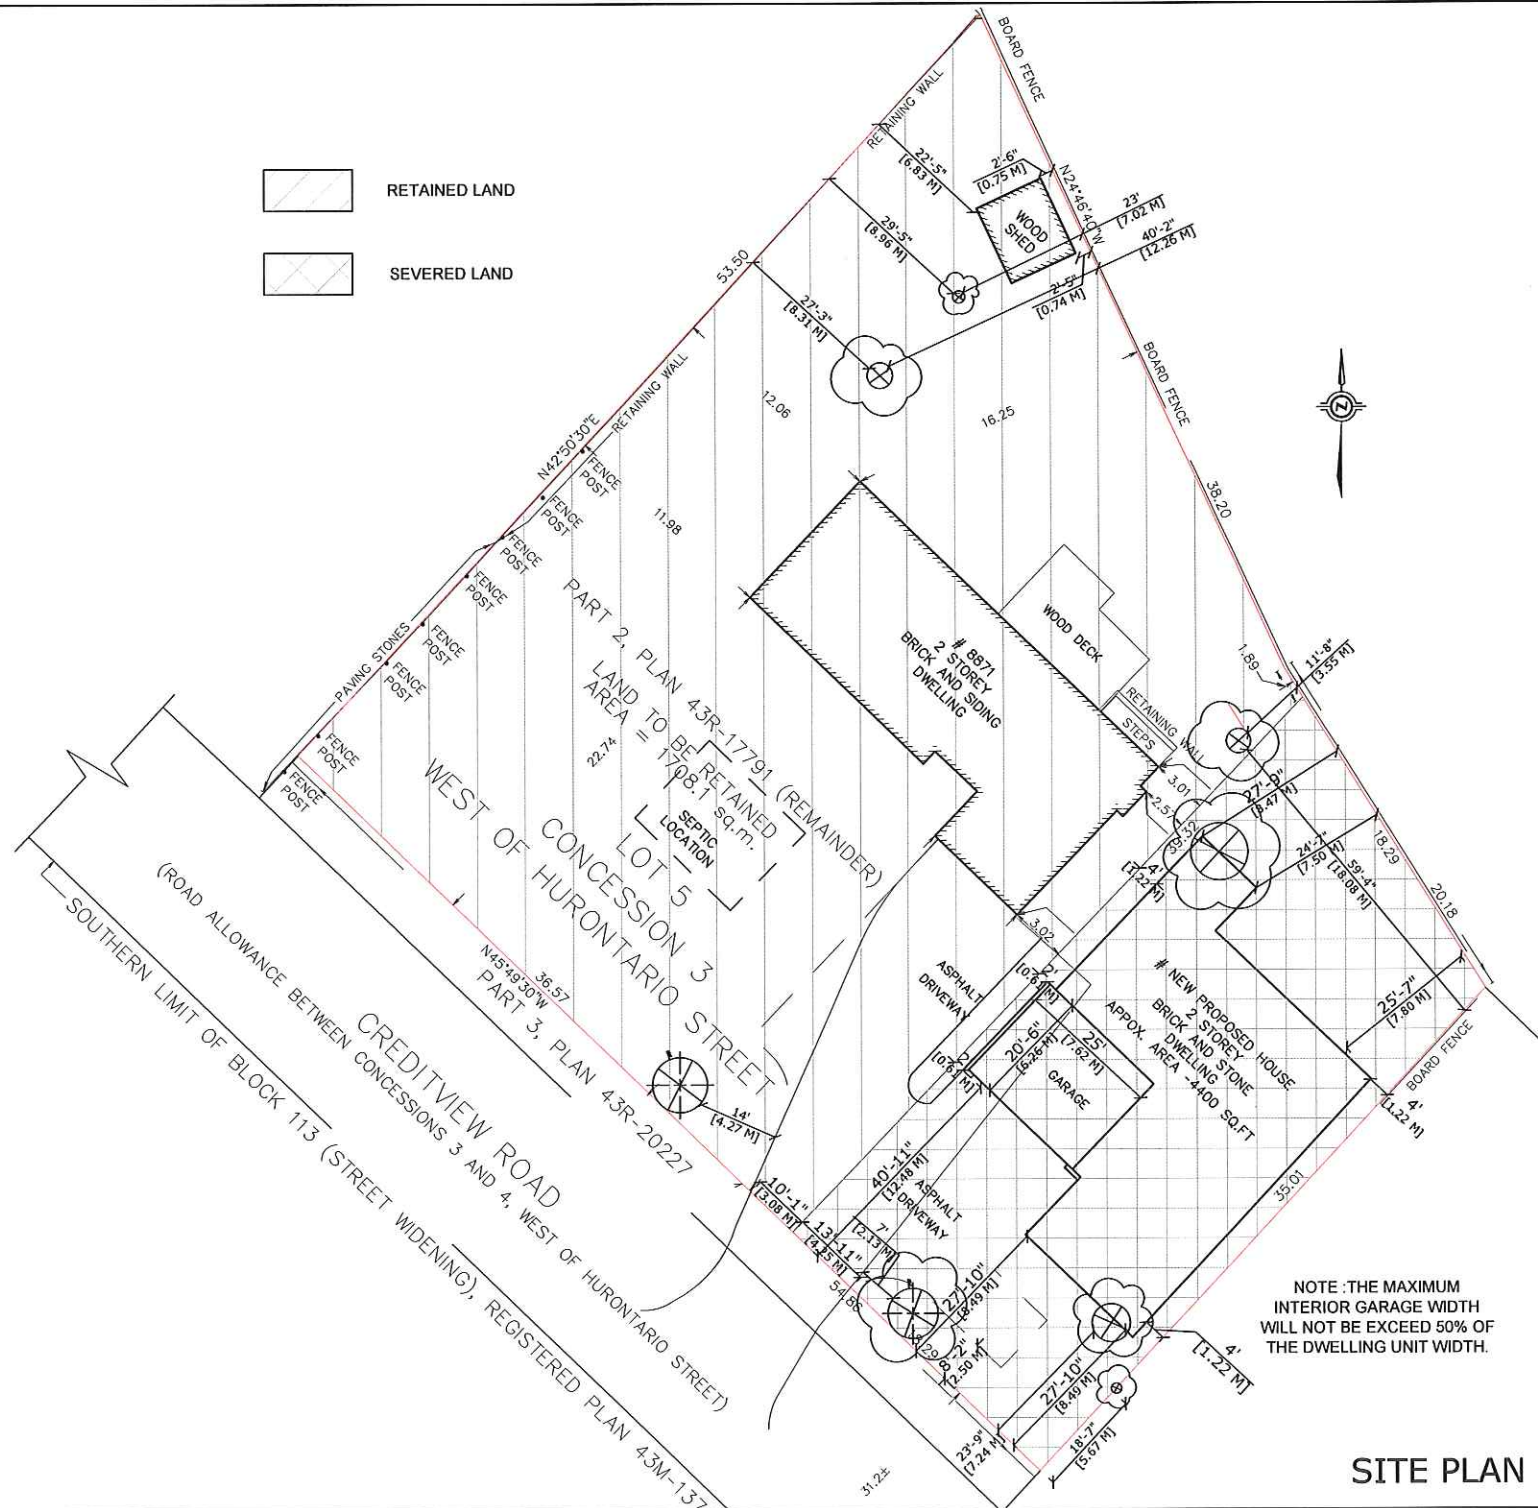 RETAINED LAND
SEVERED LAND
BOARD FENCE
RETAINING WALL
22'-5"
[6.83 M]
2'-6"
[0.75 M]
N24°46'40"W
23'
[7.02 M]
40'-2"
[12.26 M]
WOOD
SHED
29'-5"
[8.96 M]
2'-5"
[0.74 M]
53.50
27'-3"
[8.31 M]
RETAINING WALL
BOARD FENCE
12.06
16.25
N
N42°50'30"E
FENCE
POST
FENCE
POST
FENCE
POST
FENCE
POST
FENCE
POST
FENCE
POST
FENCE
POST
FENCE
POST
PAVING STONES
11.98
38.20
PART 2, PLAN 43R-17791 (REMAINDER)
LAND TO BE RETAINED
AREA = 1708.1 sq.m.
22.74
# 8871
2 STOREY
BRICK AND SIDING
DWELLING
WOOD DECK
RETAINING WALL
STEPS
1.89
11'-8"
[3.55 M]
SEPTIC
LOCATION
WEST OF HURONTARIO STREET
CONCESSION 3
LOT 5
3.01
2.57
39.32
27'-9"
[8.47 M]
4'
[1.22 M]
24'-7"
[7.50 M]
59'-4"
[18.08 M]
18.29
20.18
3.02
2'
[0.61 M]
ASPHALT
DRIVEWAY
# NEW PROPOSED HOUSE
2 STOREY
BRICK AND STONE
DWELLING
APPOX. AREA -4400 SQ.FT
25'-7"
[7.80 M]
BOARD FENCE
4'
[1.22 M]
20'-6"
[6.26 M]
25'
[7.62 M]
GARAGE
2'
[0.61 M]
(ROAD ALLOWANCE BETWEEN CONCESSIONS 3 AND 4, WEST OF HURONTARIO STREET)
CREDITVIEW ROAD
SOUTHERN LIMIT OF BLOCK 113 (STREET WIDENING), REGISTERED PLAN 43M-137
N45°49'30"W
36.57
PART 3, PLAN 43R-20227
14'
[4.27 M]
10'-1"
[3.08 M]
13'-11"
[4.25 M]
40'-11"
[12.48 M]
ASPHALT
DRIVEWAY
7'
[2.13 M]
54.86
27'-10"
[8.49 M]
8'-2"
[2.50 M]
35.01
4'
[1.22 M]
27'-10"
[8.49 M]
23'-9"
[7.24 M]
18'-7"
[5.67 M]
31.2±
NOTE :THE MAXIMUM
INTERIOR GARAGE WIDTH
WILL NOT BE EXCEED 50% OF
THE DWELLING UNIT WIDTH.
SITE PLAN